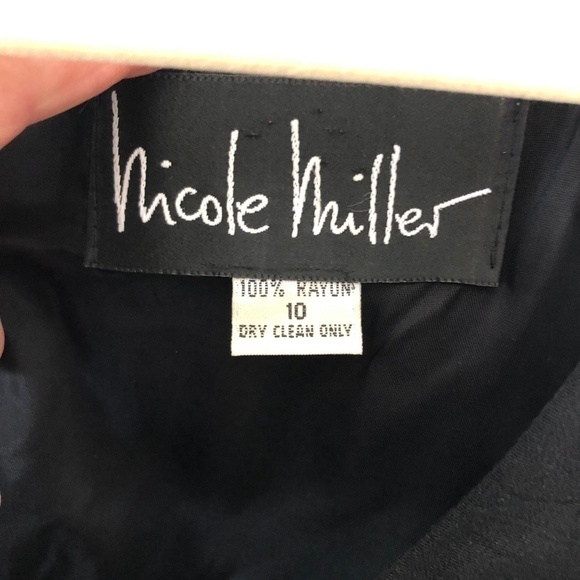 nicole miller
100% RAYON
10
DRY CLEAN ONLY